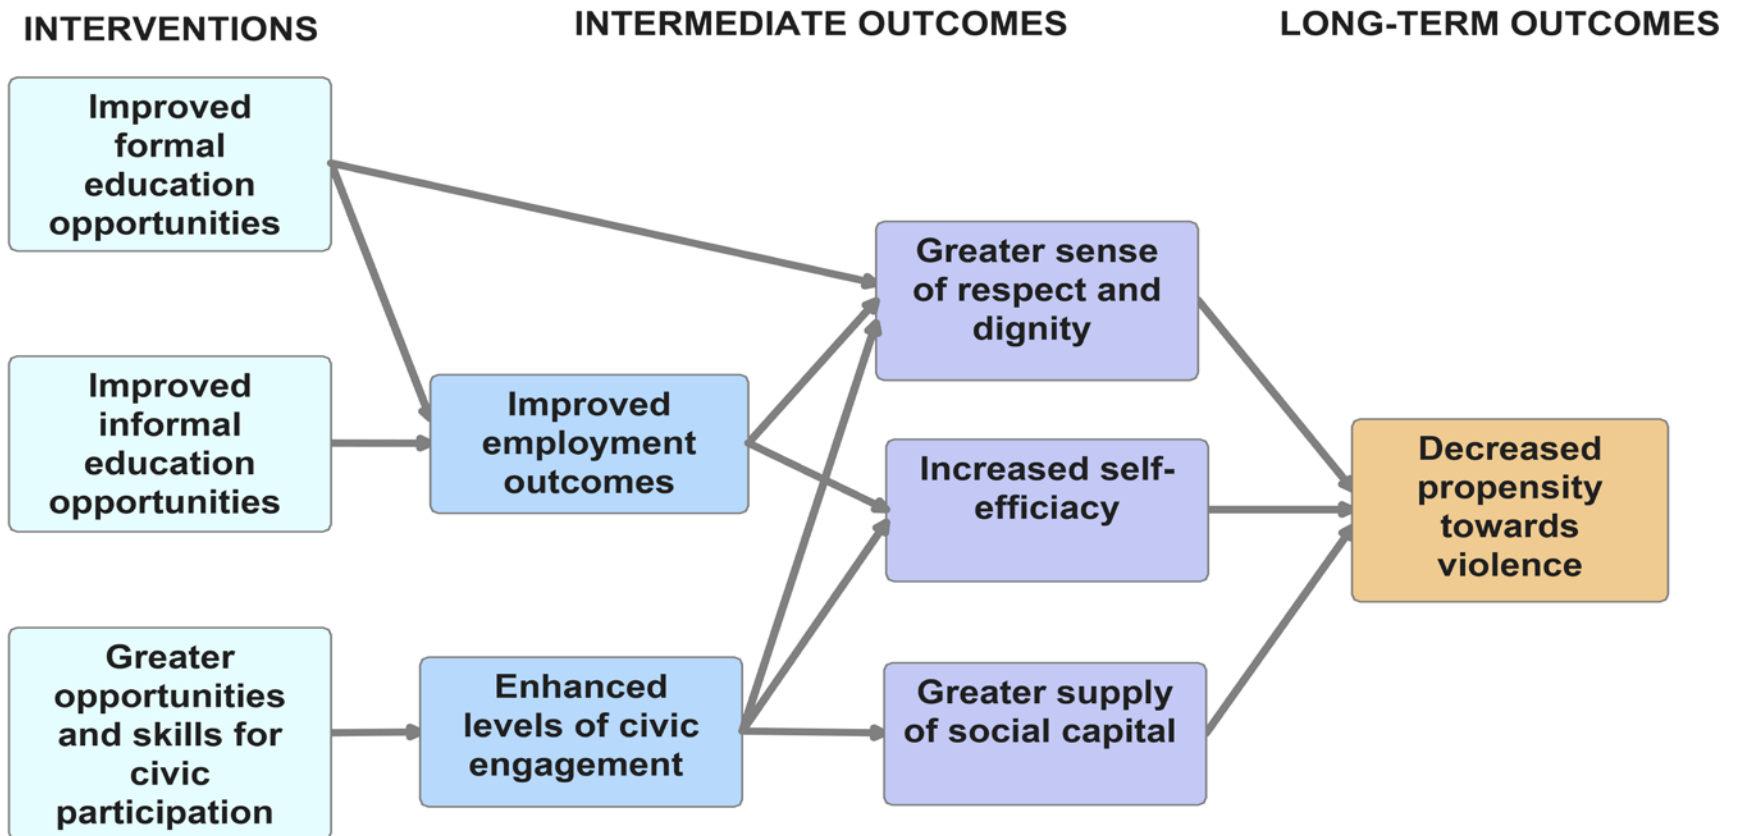 INTERVENTIONS
INTERMEDIATE OUTCOMES
LONG-TERM OUTCOMES
Improved
formal
education
opportunities
Improved
informal
education
opportunities
Greater
opportunities
and skills for
civic
participation
Improved
employment
outcomes
Enhanced
levels of civic
engagement
Greater sense
of respect and
dignity
Increased self-
efficiacy
Greater supply
of social capital
Decreased
propensity
towards
violence